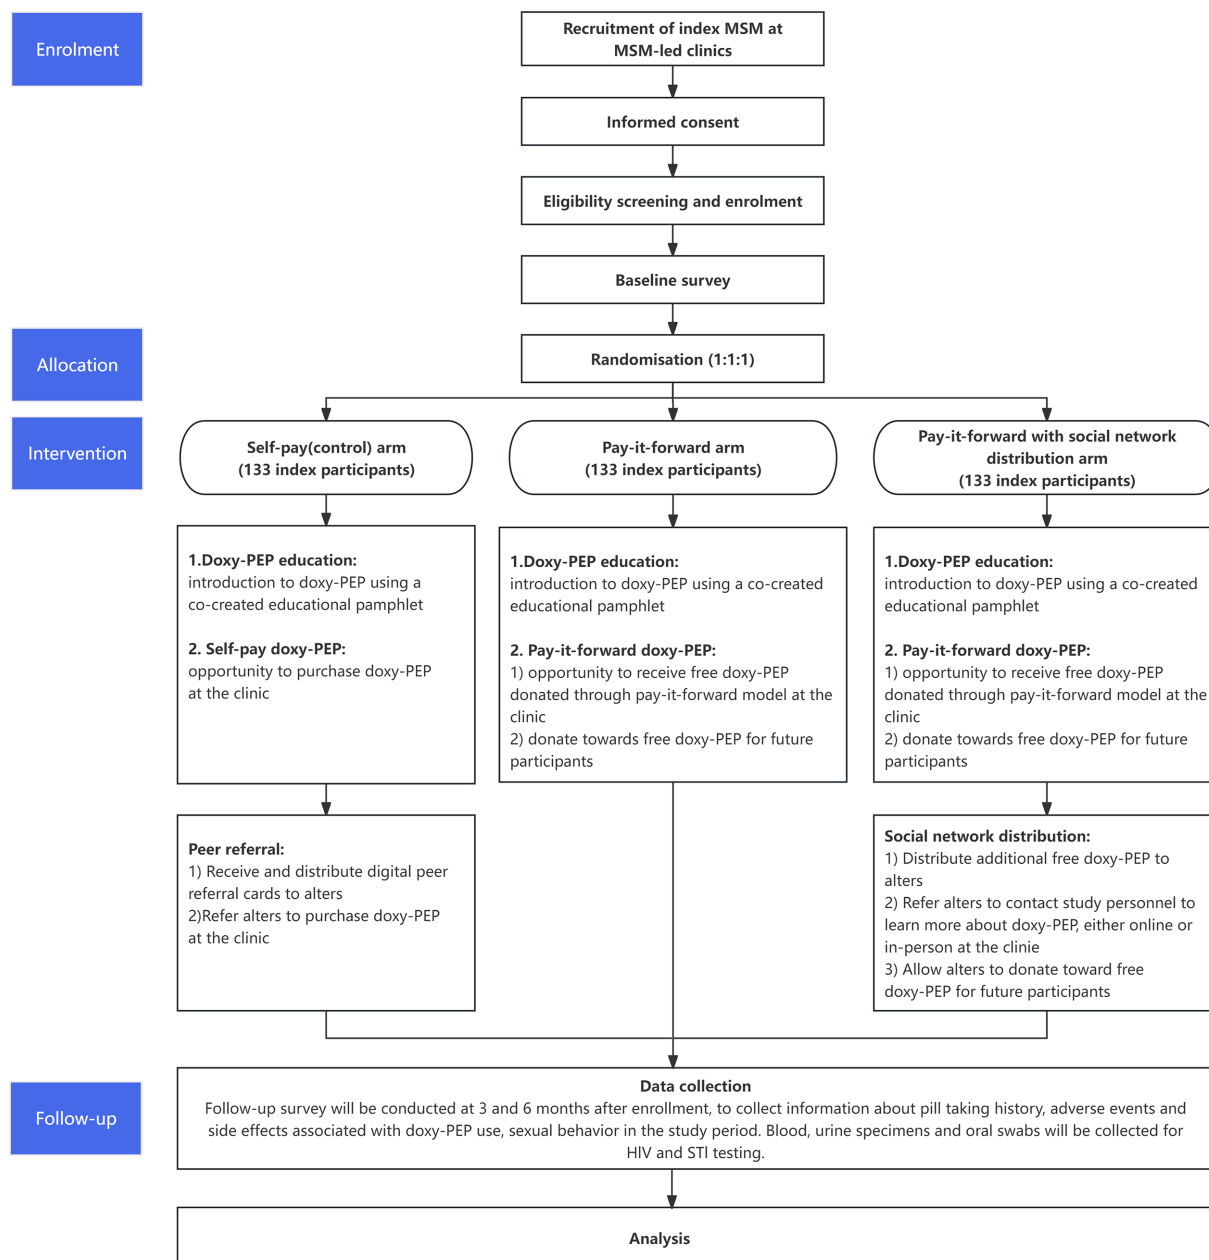 Enrolment
Recruitment of index MSM at
MSM-led clinics
Informed consent
Eligibility screening and enrolment
Baseline survey
Allocation
Randomisation (1:1:1)
Intervention
Self-pay(control) arm
(133 index participants)
Pay-it-forward arm
(133 index participants)
Pay-it-forward with social network
distribution arm
(133 index participants)
1.Doxy-PEP education:
introduction to doxy-PEP using a
co-created educational pamphlet
2. Self-pay doxy-PEP:
opportunity to purchase doxy-PEP
at the clinic
1.Doxy-PEP education:
introduction to doxy-PEP using a co-created
educational pamphlet
2. Pay-it-forward doxy-PEP:
1) opportunity to receive free doxy-PEP
donated through pay-it-forward model at the
clinic
2) donate towards free doxy-PEP for future
participants
1.Doxy-PEP education:
introduction to doxy-PEP using a co-created
educational pamphlet
2. Pay-it-forward doxy-PEP:
1) opportunity to receive free doxy-PEP
donated through pay-it-forward model at the
clinic
2) donate towards free doxy-PEP for future
participants
Peer referral:
1) Receive and distribute digital peer
referral cards to alters
2)Refer alters to purchase doxy-PEP
at the clinic
Social network distribution:
1) Distribute additional free doxy-PEP to
alters
2) Refer alters to contact study personnel to
learn more about doxy-PEP, either online or
in-person at the clinie
3) Allow alters to donate toward free
doxy-PEP for future participants
Follow-up
Data collection
Follow-up survey will be conducted at 3 and 6 months after enrollment, to collect information about pill taking history, adverse events and
side effects associated with doxy-PEP use, sexual behavior in the study period. Blood, urine specimens and oral swabs will be collected for
HIV and STI testing.
Analysis